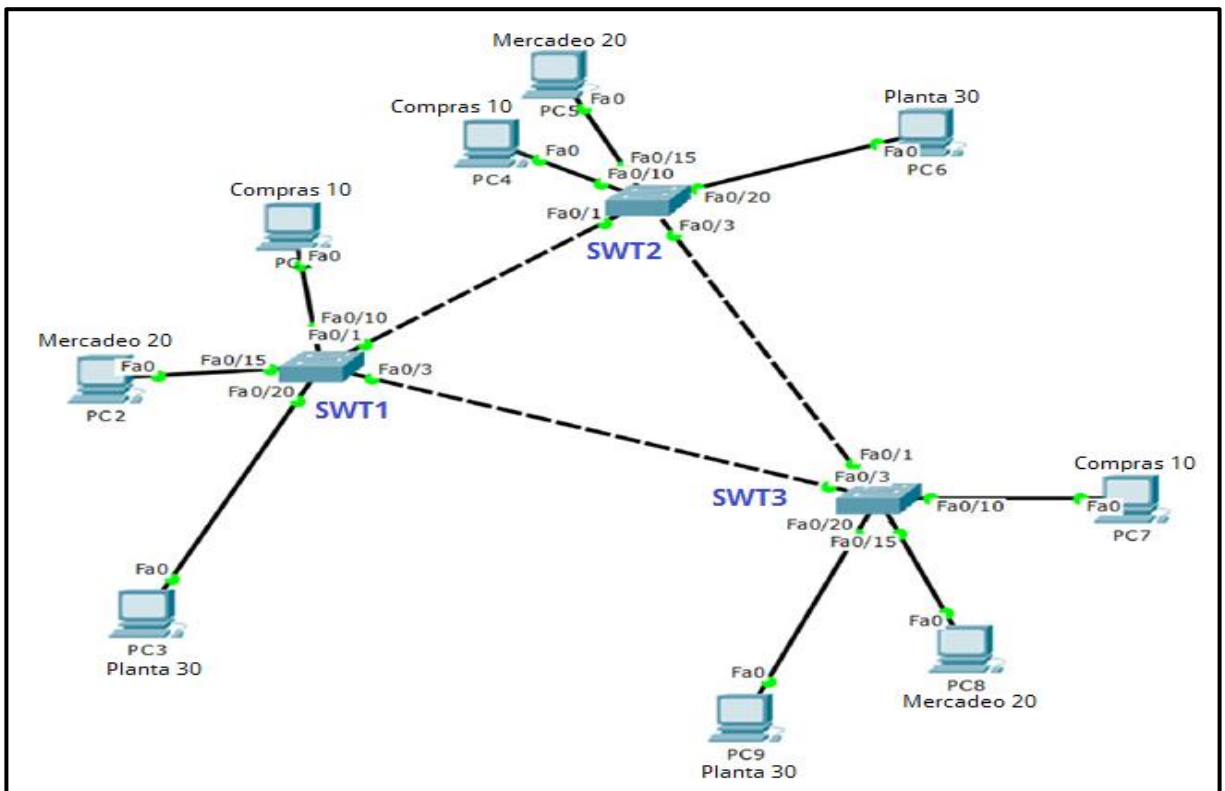 Mercadeo 20
Fa0
PC5
Compras 10
Fa0
PC4
Fa0/15
Fa0/10
Planta 30
Fa0
PC6
Fa0/20
Fa0/1
Fa0/3
SWT2
Compras 10
Fa0
Fa0/10
Fa0/1
Mercadeo 20
Fa0
PC2
Fa0/15
Fa0/20
Fa0/3
SWT1
Fa0
PC3
Planta 30
Fa0/1
Fa0/3
SWT3
Fa0/20
Fa0/15
Fa0/10
Compras 10
Fa0
PC7
Fa0
PC8
Mercadeo 20
Fa0
PC9
Planta 30